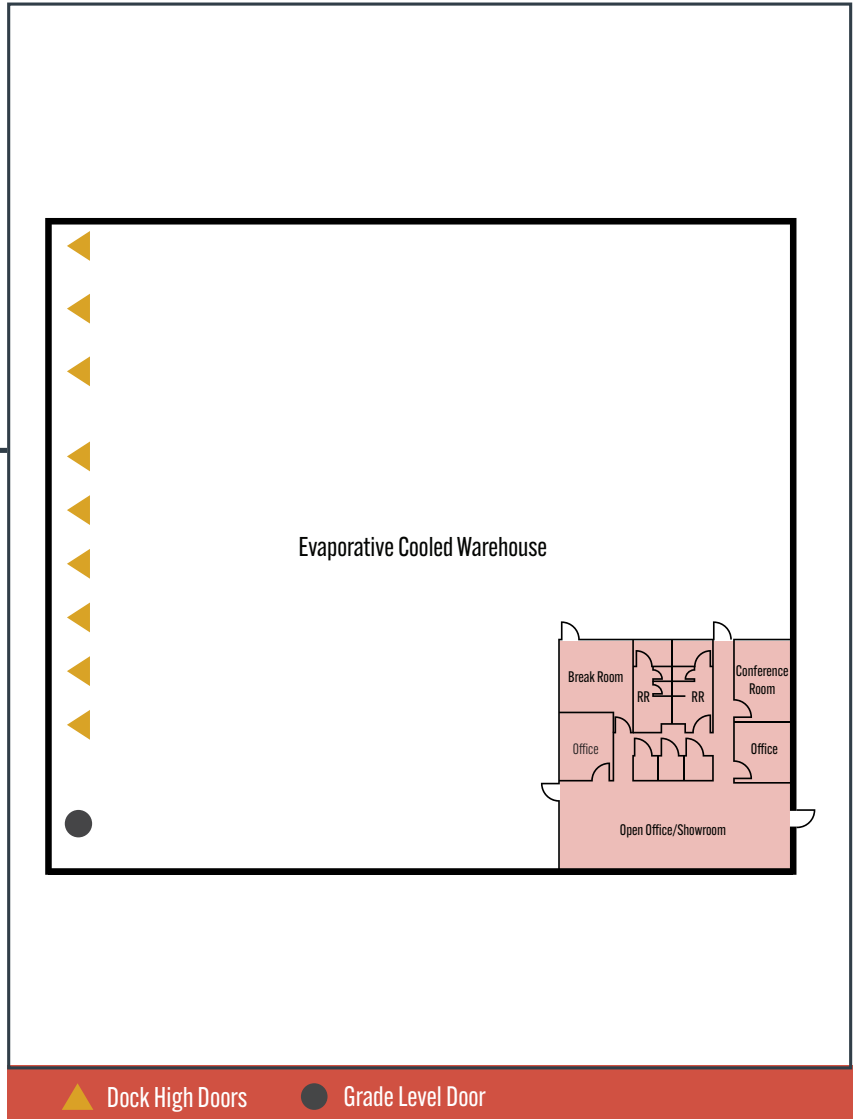 Evaporative Cooled Warehouse
Break Room
RR
RR
Conference
Room
Office
Office
Open Office/Showroom
Dock High Doors
Grade Level Door